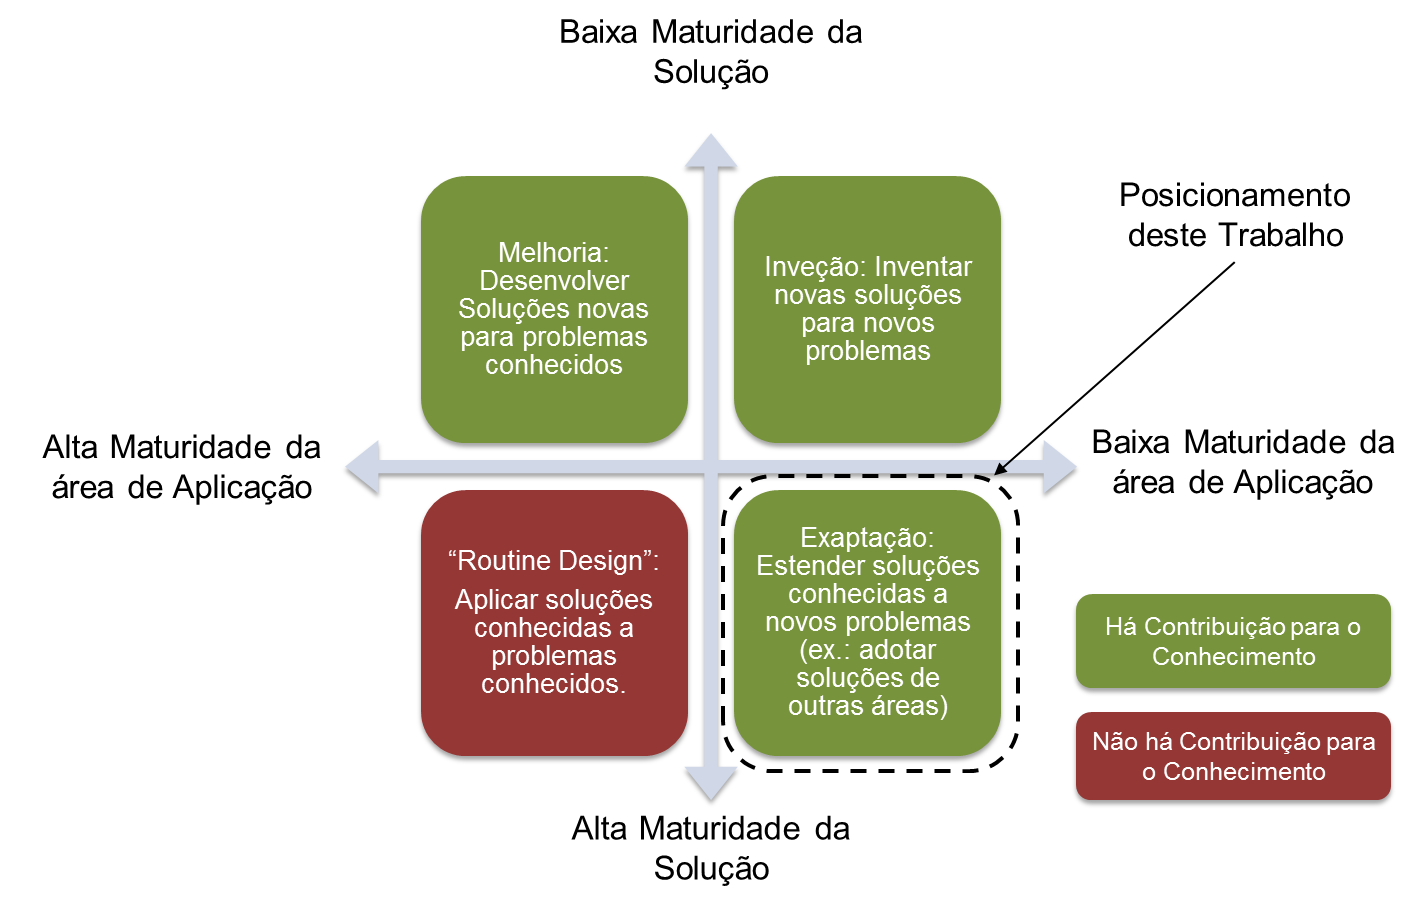 Baixa Maturidade da
Solução
Posicionamento
deste Trabalho
Melhoria:
Desenvolver
Soluções novas
para problemas
conhecidos
Inveção: Inventar
novas soluções
para novos
problemas
Alta Maturidade da
área de Aplicação
Baixa Maturidade da
área de Aplicação
“Routine Design”:
Aplicar soluções
conhecidas a
problemas
conhecidos.
Exaptação:
Estender soluções
conhecidas a
novos problemas
(ex.: adotar
soluções de
outras áreas)
Há Contribuição para o
Conhecimento
Não há Contribuição para
o Conhecimento
Alta Maturidade da
Solução